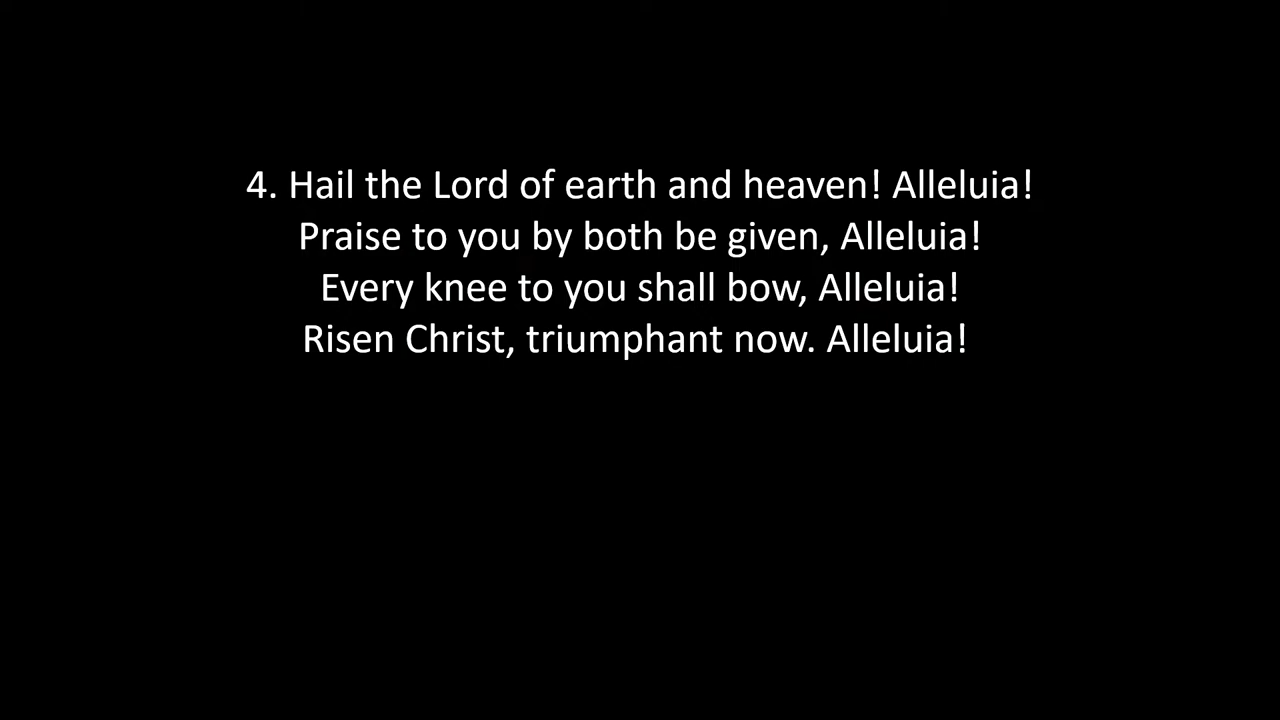 4. Hail the Lord of earth and heaven! Alleluia!
Praise to you by both be given, Alleluia!
Every knee to you shall bow, Alleluia!
Risen Christ, triumphant now. Alleluia!